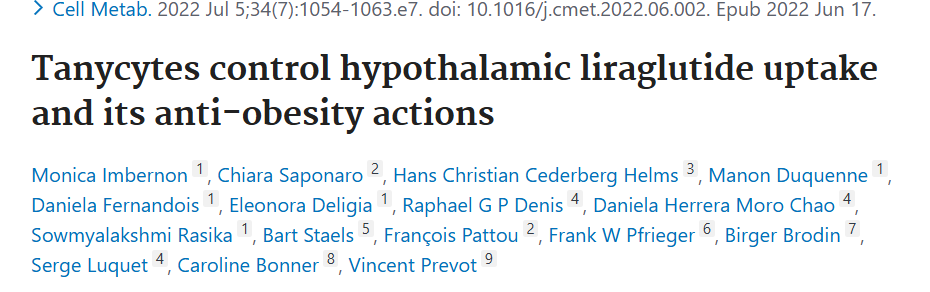 Cell Metab. 2022 Jul 5;34(7):1054-1063.e7. doi: 10.1016/j.cmet.2022.06.002. Epub 2022 Jun 17.
Tanycytes control hypothalamic liraglutide uptake
and its anti-obesity actions
Monica Imbernon 1, Chiara Saponaro 2, Hans Christian Cederberg Helms 3, Manon Duquenne 1,
Daniela Fernandois 1, Eleonora Deligia 1, Raphael G P Denis 4, Daniela Herrera Moro Chao 4,
Sowmyalakshmi Rasika 1, Bart Staels 5, François Pattou 2, Frank W Pfrieger 6, Birger Brodin 7,
Serge Luquet 4, Caroline Bonner 8, Vincent Prevot 9